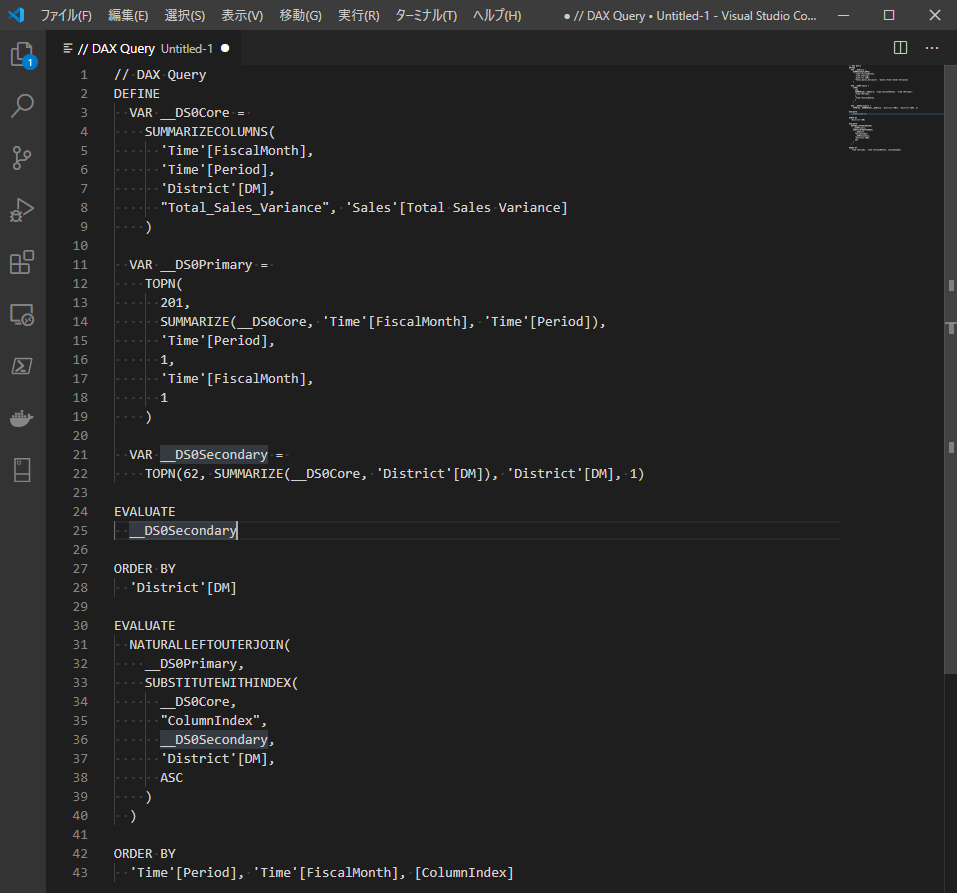 ファイル(F) 編集(E) 選択(S) 表示(V) 移動(G) 実行(R) ターミナル(T) ヘルプ(H) ● // DAX Query • Untitled-1 - Visual Studio Co...
// DAX Query Untitled-1 ●
1
1 // DAX Query
2 DEFINE
3 VAR __DS0Core =
4 SUMMARIZECOLUMNS(
5 'Time'[FiscalMonth],
6 'Time'[Period],
7 'District'[DM],
8 "Total_Sales_Variance", 'Sales'[Total Sales Variance]
9 )
10
11 VAR __DS0Primary =
12 TOPN(
13 201,
14 SUMMARIZE(__DS0Core, 'Time'[FiscalMonth], 'Time'[Period]),
15 'Time'[Period],
16 1,
17 'Time'[FiscalMonth],
18 1
19 )
20
21 VAR __DS0Secondary =
22 TOPN(62, SUMMARIZE(__DS0Core, 'District'[DM]), 'District'[DM], 1)
23
24 EVALUATE
25 __DS0Secondary
26
27 ORDER BY
28 'District'[DM]
29
30 EVALUATE
31 NATURALLEFTOUTERJOIN(
32 __DS0Primary,
33 SUBSTITUTEWITHINDEX(
34 __DS0Core,
35 "ColumnIndex",
36 __DS0Secondary,
37 'District'[DM],
38 ASC
39 )
40 )
41
42 ORDER BY
43 'Time'[Period], 'Time'[FiscalMonth], [ColumnIndex]